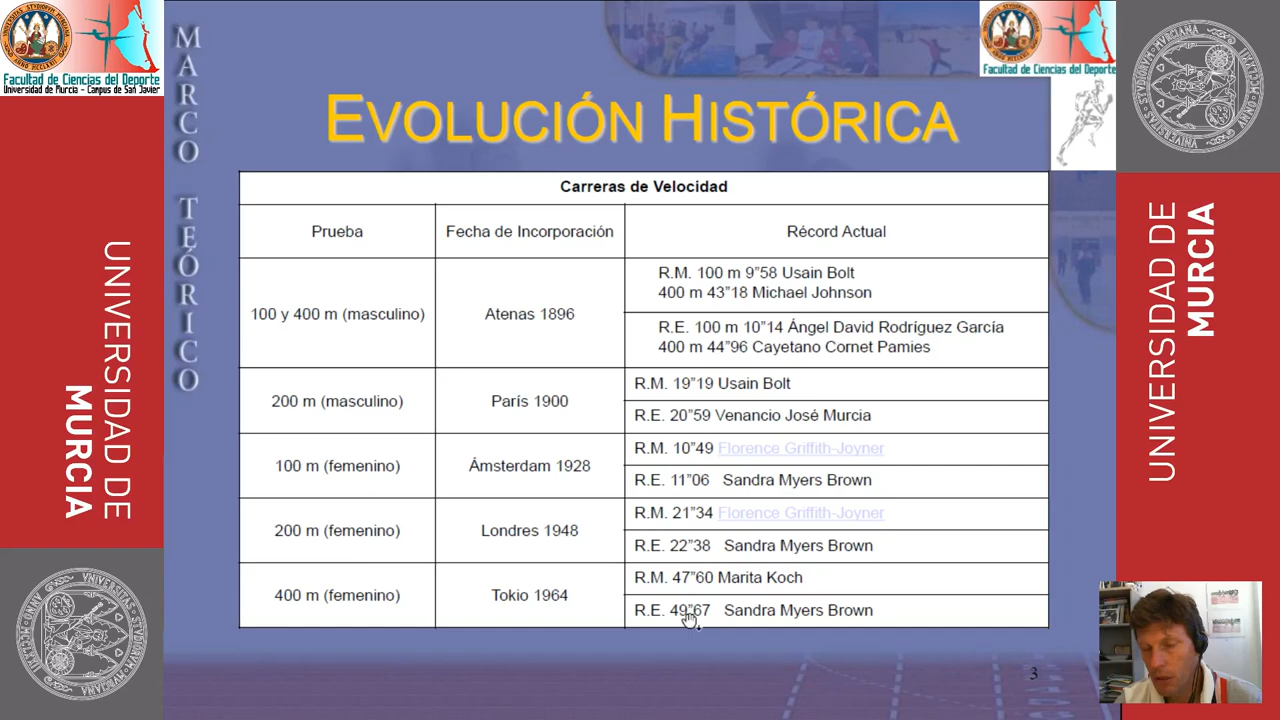 Facultad de Ciencias del Deporte
Universidad de Murcia - Campus de San Javier
MARCO TEÓRICO
Facultad de Ciencias del Deporte
EVOLUCIÓN HISTÓRICA
UNIVERSIDAD DE
MURCIA
UNIVERSIDAD DE
MURCIA
Carreras de Velocidad
Prueba Fecha de Incorporación Récord Actual
100 y 400 m (masculino) Atenas 1896
R.M. 100 m 9”58 Usain Bolt
400 m 43”18 Michael Johnson
R.E. 100 m 10”14 Ángel David Rodríguez García
400 m 44”96 Cayetano Cornet Pamies
200 m (masculino) París 1900
R.M. 19”19 Usain Bolt
R.E. 20”59 Venancio José Murcia
100 m (femenino) Ámsterdam 1928
R.M. 10”49 Florence Griffith-Joyner
R.E. 11”06 Sandra Myers Brown
200 m (femenino) Londres 1948
R.M. 21”34 Florence Griffith-Joyner
R.E. 22”38 Sandra Myers Brown
400 m (femenino) Tokio 1964
R.M. 47”60 Marita Koch
R.E. 49”67 Sandra Myers Brown
3